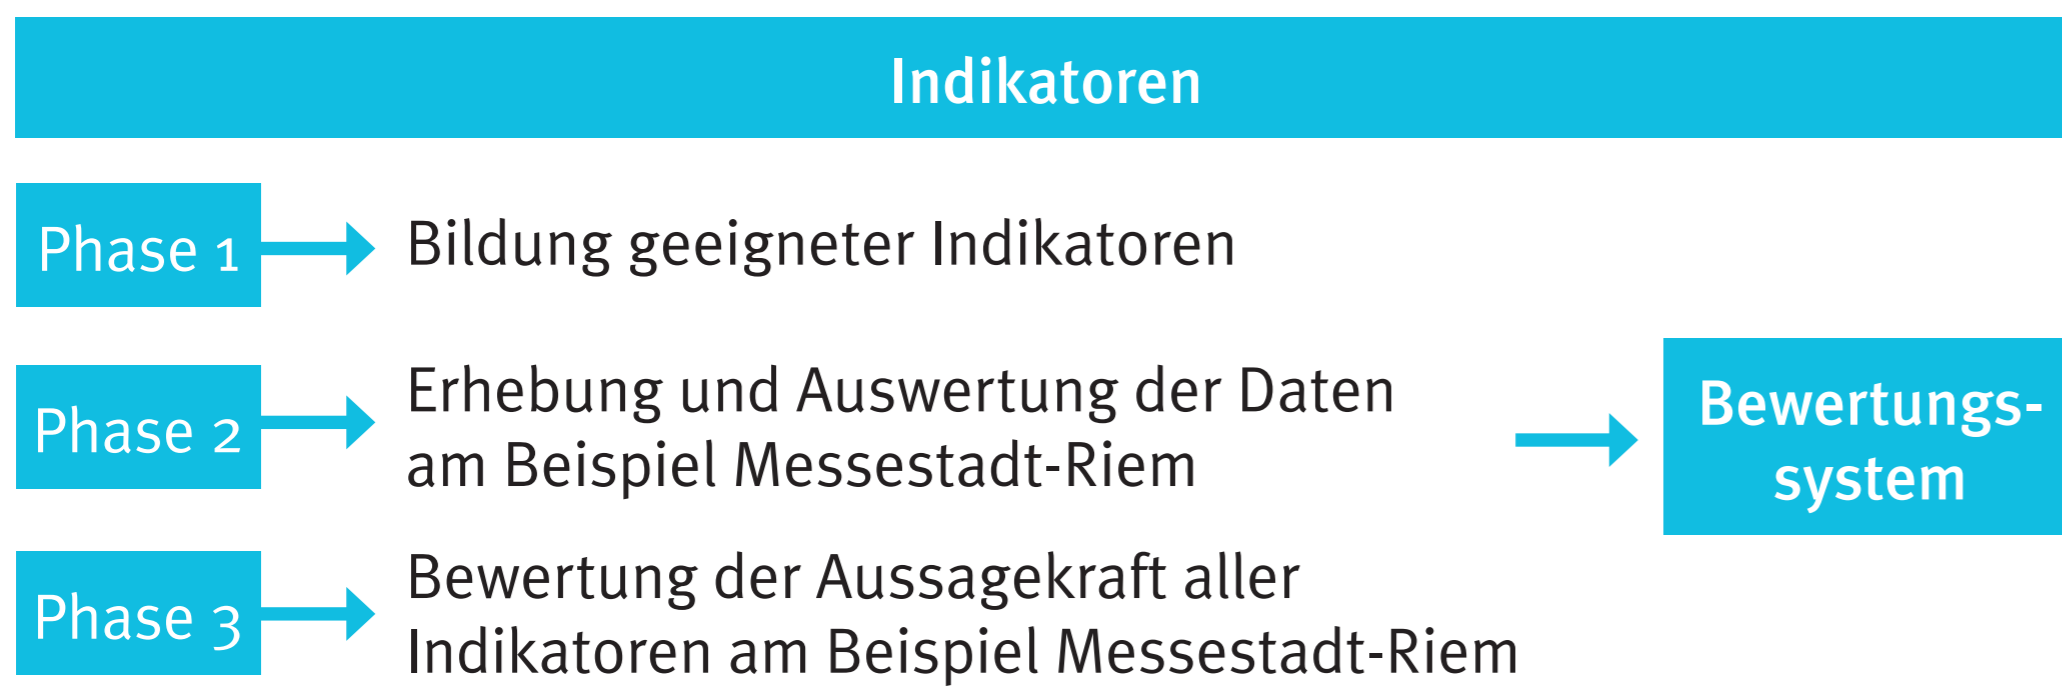 Indikatoren
Phase 1
Bildung geeigneter Indikatoren
Phase 2
Erhebung und Auswertung der Daten
am Beispiel Messestadt-Riem
Phase 3
Bewertung der Aussagekraft aller
Indikatoren am Beispiel Messestadt-Riem
Bewertungs-
system